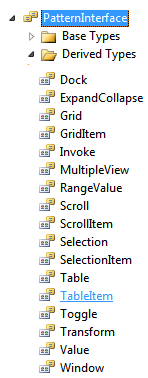 PatternInterface
Base Types
Derived Types
Dock
ExpandCollapse
Grid
GridItem
Invoke
MultipleView
RangeValue
Scroll
ScrollItem
Selection
SelectionItem
Table
TableItem
Toggle
Transform
Value
Window